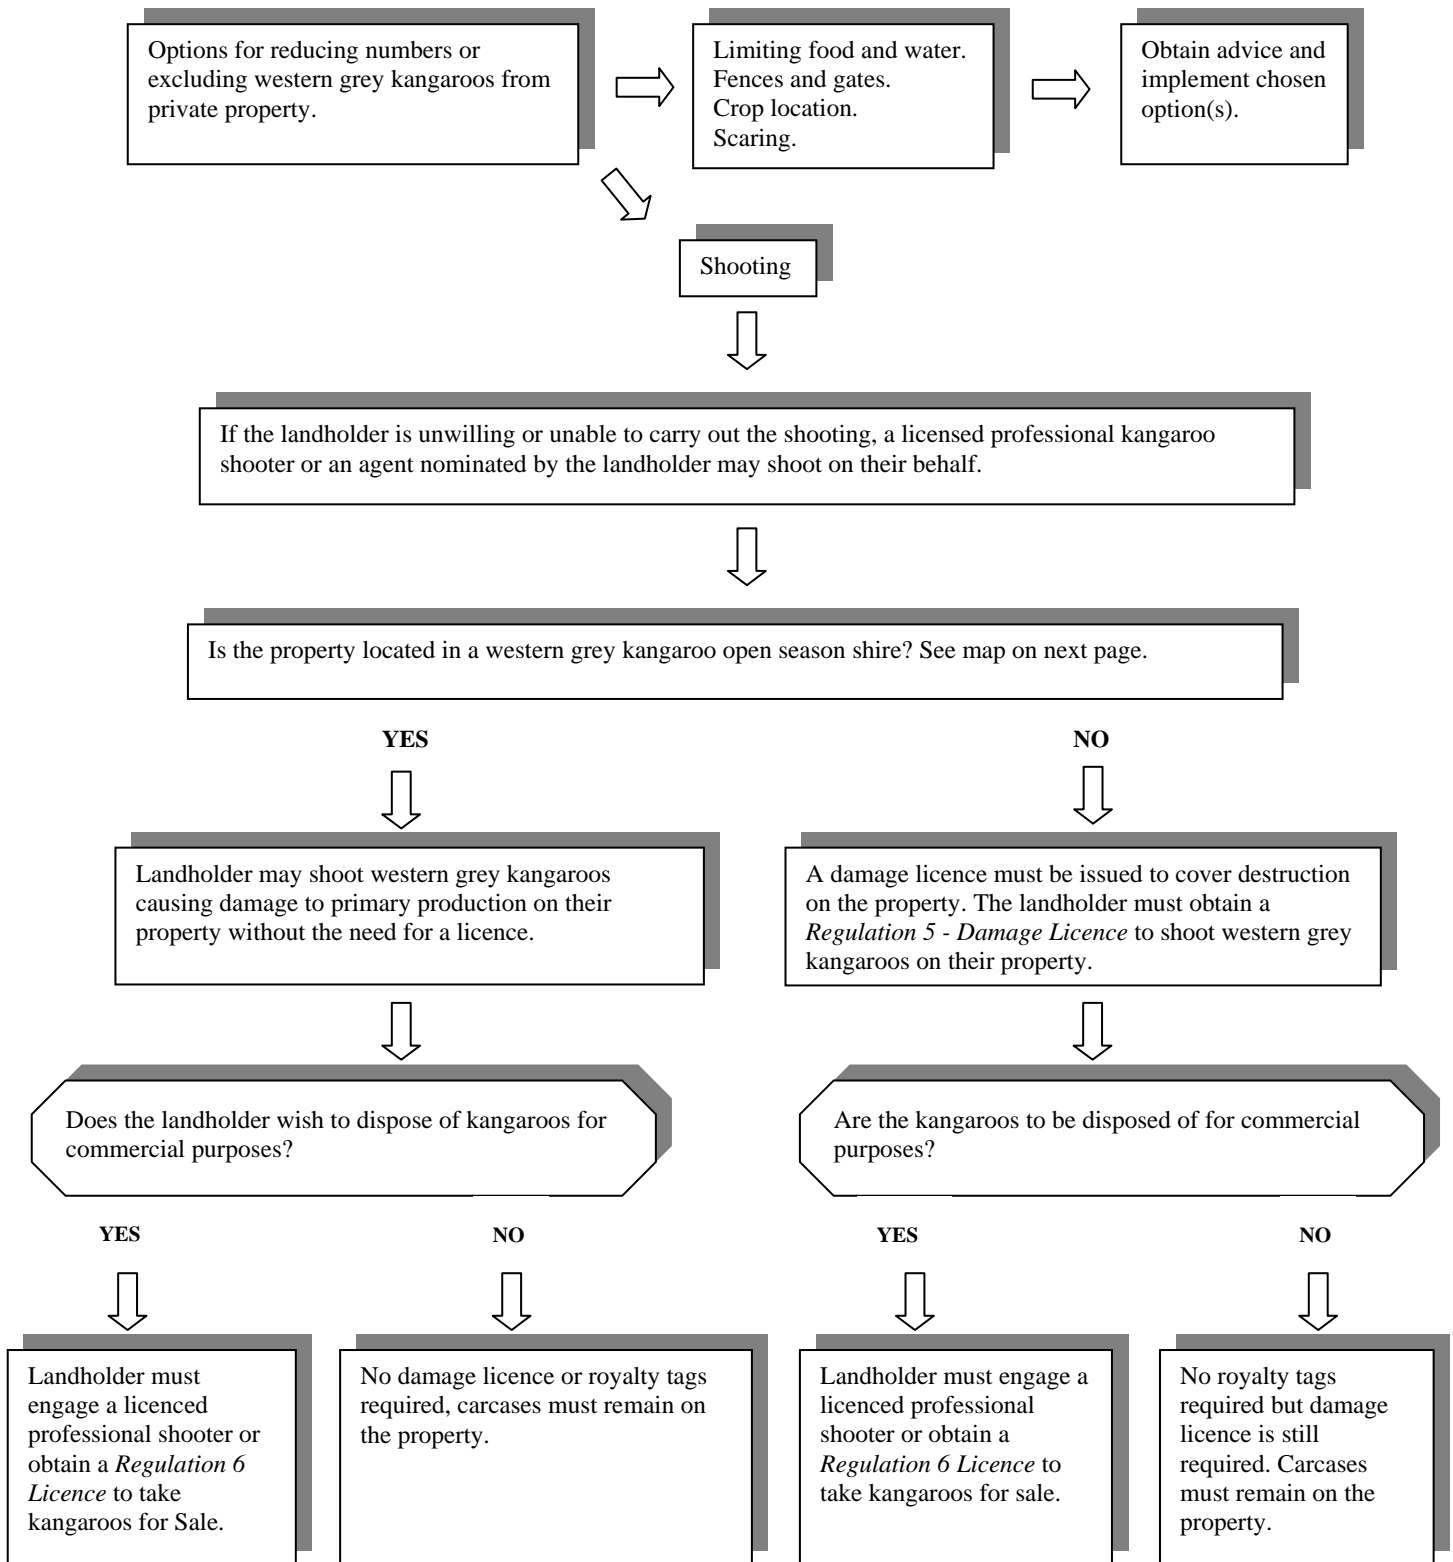 Options for reducing numbers or
excluding western grey kangaroos from
private property.
Limiting food and water.
Fences and gates.
Crop location.
Scaring.
Obtain advice and
implement chosen
option(s).
Shooting
If the landholder is unwilling or unable to carry out the shooting, a licensed professional kangaroo
shooter or an agent nominated by the landholder may shoot on their behalf.
Is the property located in a western grey kangaroo open season shire? See map on next page.
YES
NO
Landholder may shoot western grey kangaroos
causing damage to primary production on their
property without the need for a licence.
A damage licence must be issued to cover destruction
on the property. The landholder must obtain a
Regulation 5 - Damage Licence to shoot western grey
kangaroos on their property.
Does the landholder wish to dispose of kangaroos for
commercial purposes?
Are the kangaroos to be disposed of for commercial
purposes?
YES
NO
YES
NO
Landholder must
engage a licenced
professional shooter or
obtain a Regulation 6
Licence to take
kangaroos for Sale.
No damage licence or royalty tags
required, carcases must remain on
the property.
Landholder must engage a
licenced professional
shooter or obtain a
Regulation 6 Licence to
take kangaroos for sale.
No royalty tags
required but damage
licence is still
required. Carcases
must remain on the
property.